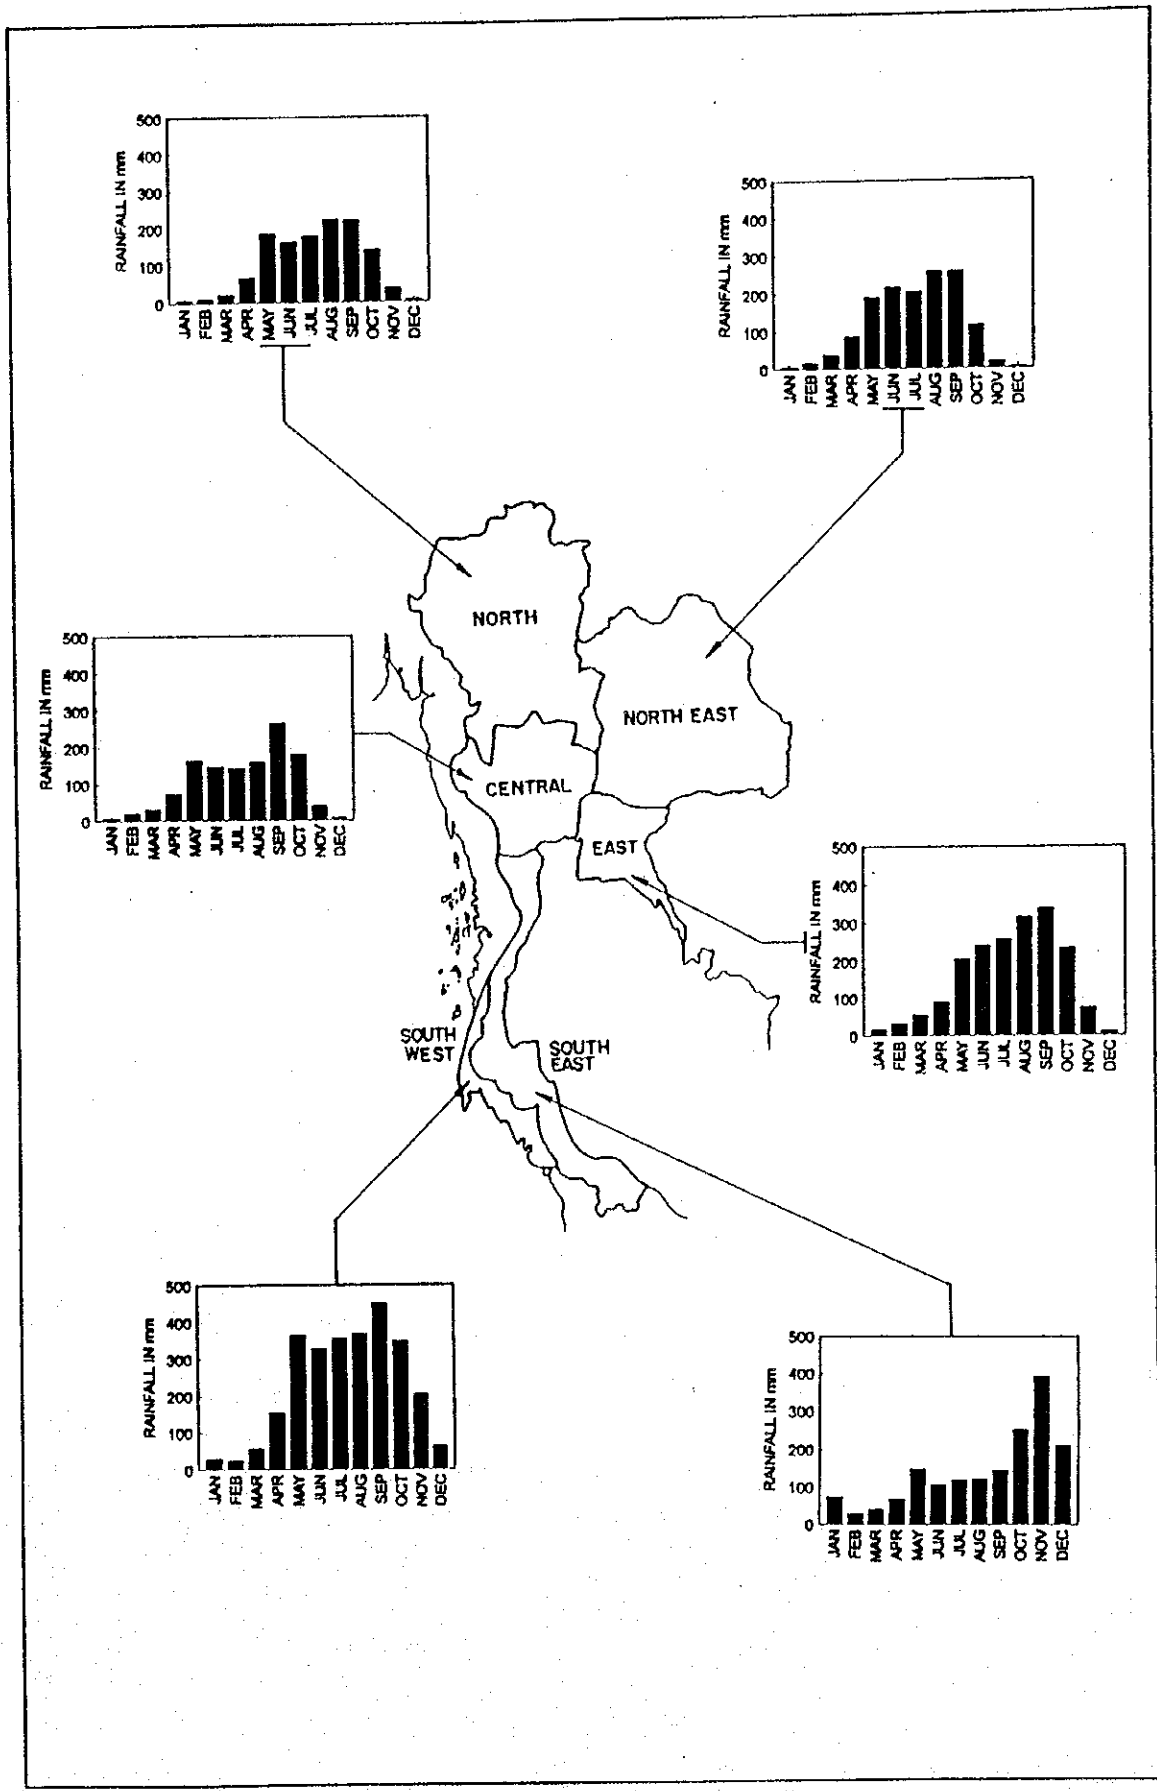 500
400
300
200
100
0
RAINFALL IN mm
JAN
FEB
MAR
APR
MAY
JUN
JUL
AUG
SEP
OCT
NOV
DEC
500
400
300
200
100
0
RAINFALL IN mm
JAN
FEB
MAR
APR
MAY
JUN
JUL
AUG
SEP
OCT
NOV
DEC
NORTH
NORTH EAST
CENTRAL
EAST
SOUTH
WEST
SOUTH
EAST
500
400
300
200
100
0
RAINFALL IN mm
JAN
FEB
MAR
APR
MAY
JUN
JUL
AUG
SEP
OCT
NOV
DEC
500
400
300
200
100
0
RAINFALL IN mm
JAN
FEB
MAR
APR
MAY
JUN
JUL
AUG
SEP
OCT
NOV
DEC
500
400
300
200
100
0
RAINFALL IN mm
JAN
FEB
MAR
APR
MAY
JUN
JUL
AUG
SEP
OCT
NOV
DEC
500
400
300
200
100
0
RAINFALL IN mm
JAN
FEB
MAR
APR
MAY
JUN
JUL
AUG
SEP
OCT
NOV
DEC